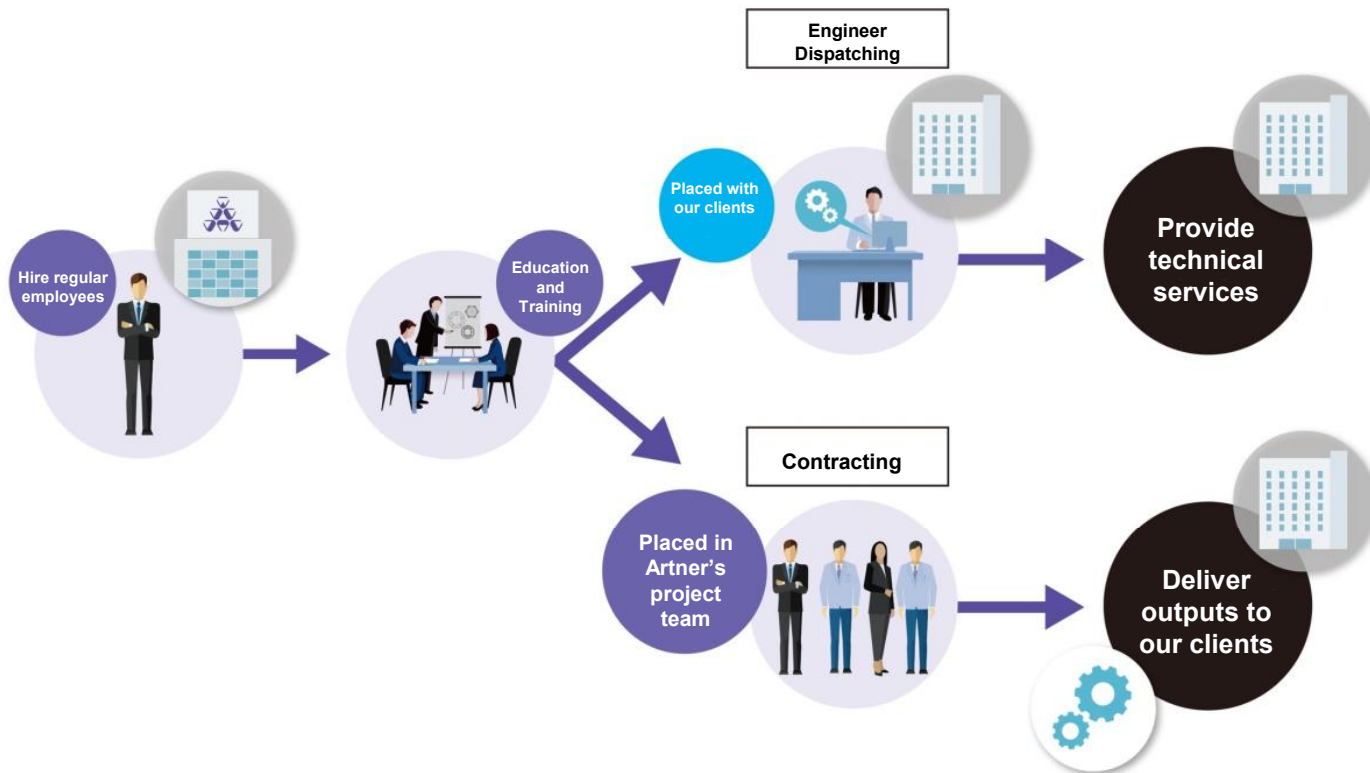 Engineer
Dispatching
Placed with
our clients
Provide
technical
services
Hire regular
employees
Education
and
Training
Contracting
Placed in
Artner's
project
team
Deliver
outputs to
our clients